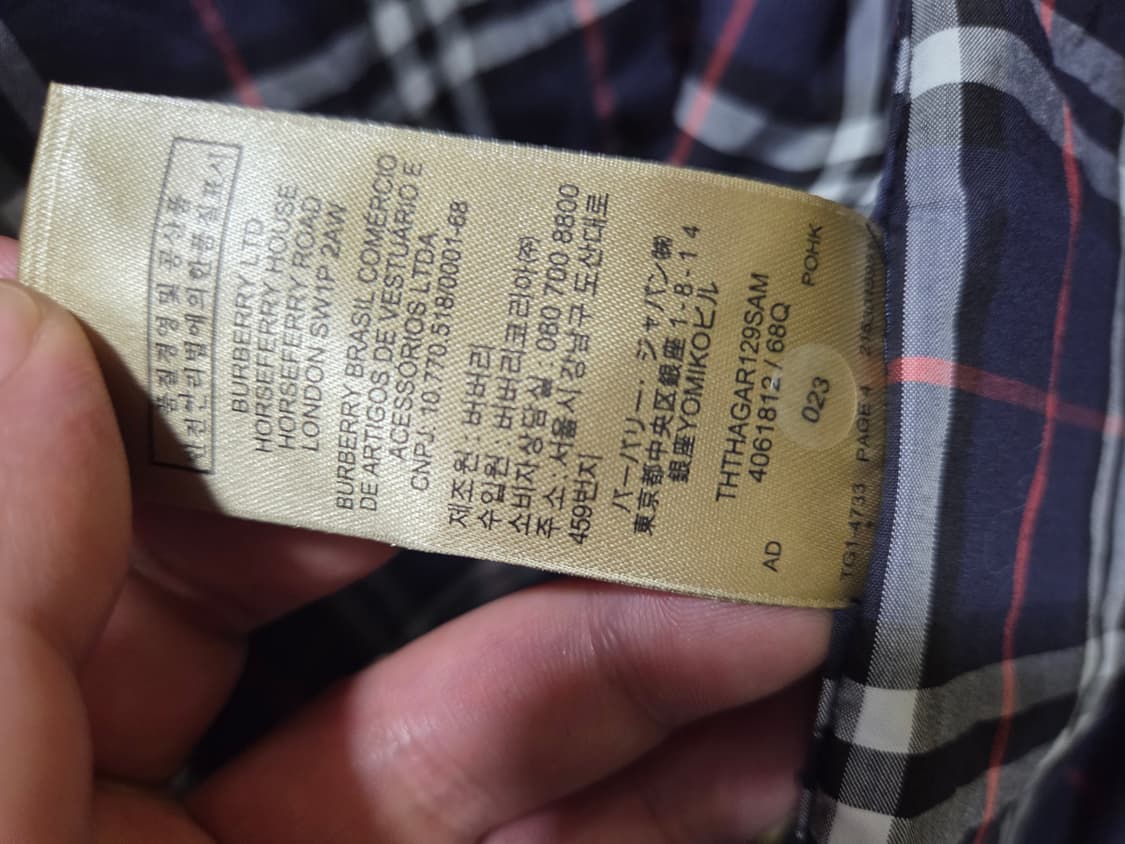 품질경영 및 공산품
안전관리법에의한품질표시
BURBERRY LTD
HORSEFERRY HOUSE
HORSEFERRY ROAD
LONDON SW1P 2AW
BURBERRY BRASIL COMERCIO
DE ARTIGOS DE VESTUARIO E
ACESSORIOS LTDA
CNPJ: 10.770.518/0001-68
제조원 : 버버리
수입원 : 버버리코리아㈜
소비자상담실 : 080 700 8800
주소 : 서울시강남구 도산대로
459번지
バーバリー・ジャパン㈱
東京都中央区銀座 1-8-14
銀座YOMIKOビル
THTHAGAR129SAM
4061812 / 68Q
AD
023
POHK
TG1-4733 PAGE 4